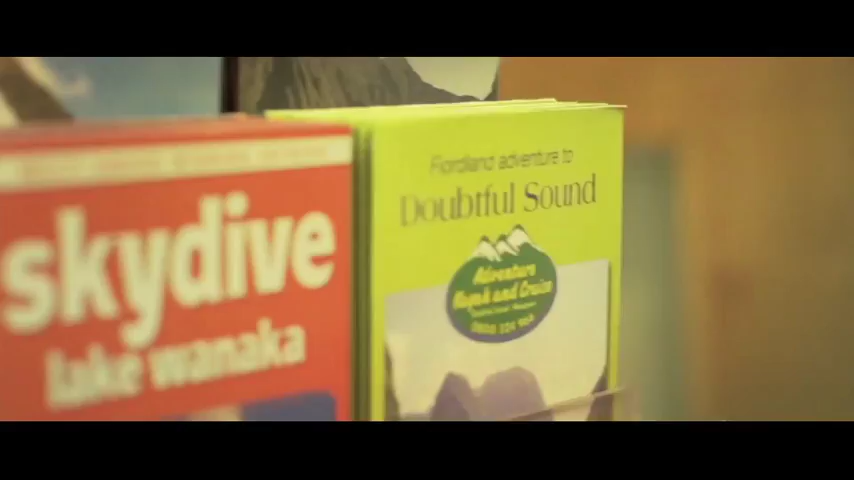 skydive
lake wanaka
Fiordland adventure to
Doubtful Sound
Adventure
Kayak and Cruise